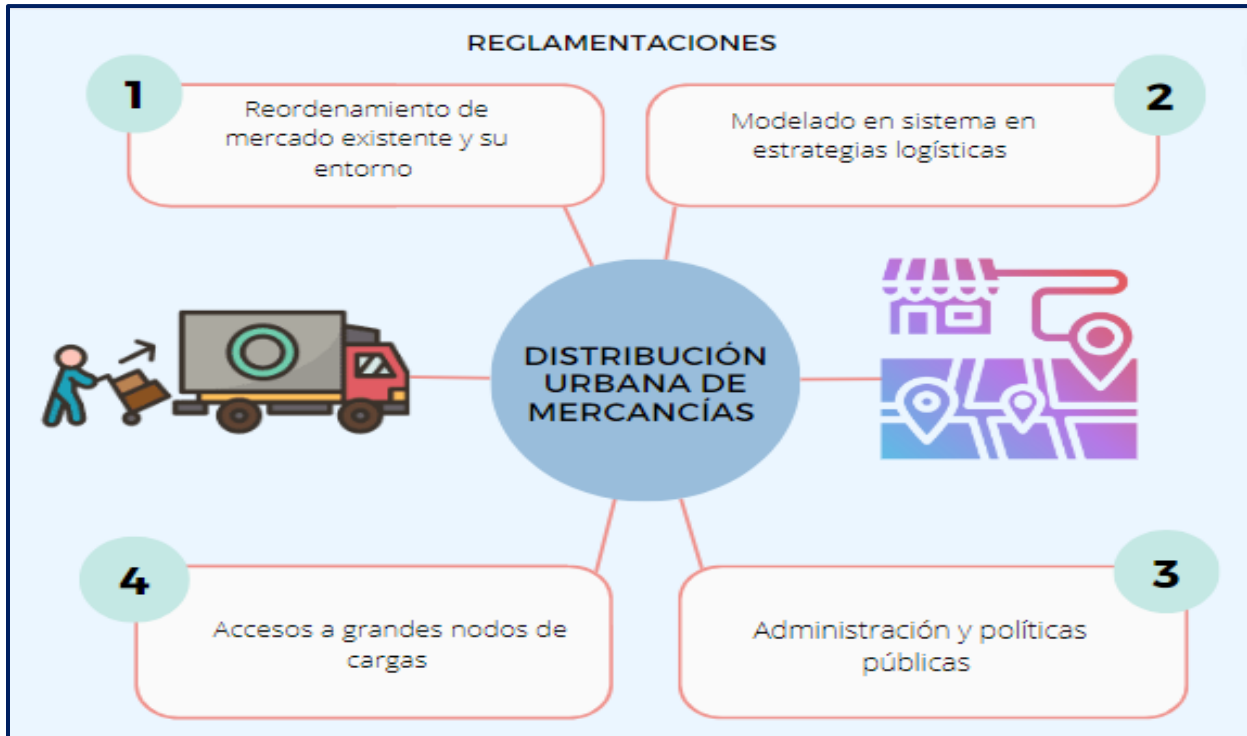 REGLAMENTACIONES
1
Reordenamiento de
mercado existente y su
entorno
2
Modelado en sistema en
estrategias logísticas
DISTRIBUCIÓN
URBANA DE
MERCANCÍAS
4
Accesos a grandes nodos de
cargas
3
Administración y políticas
públicas